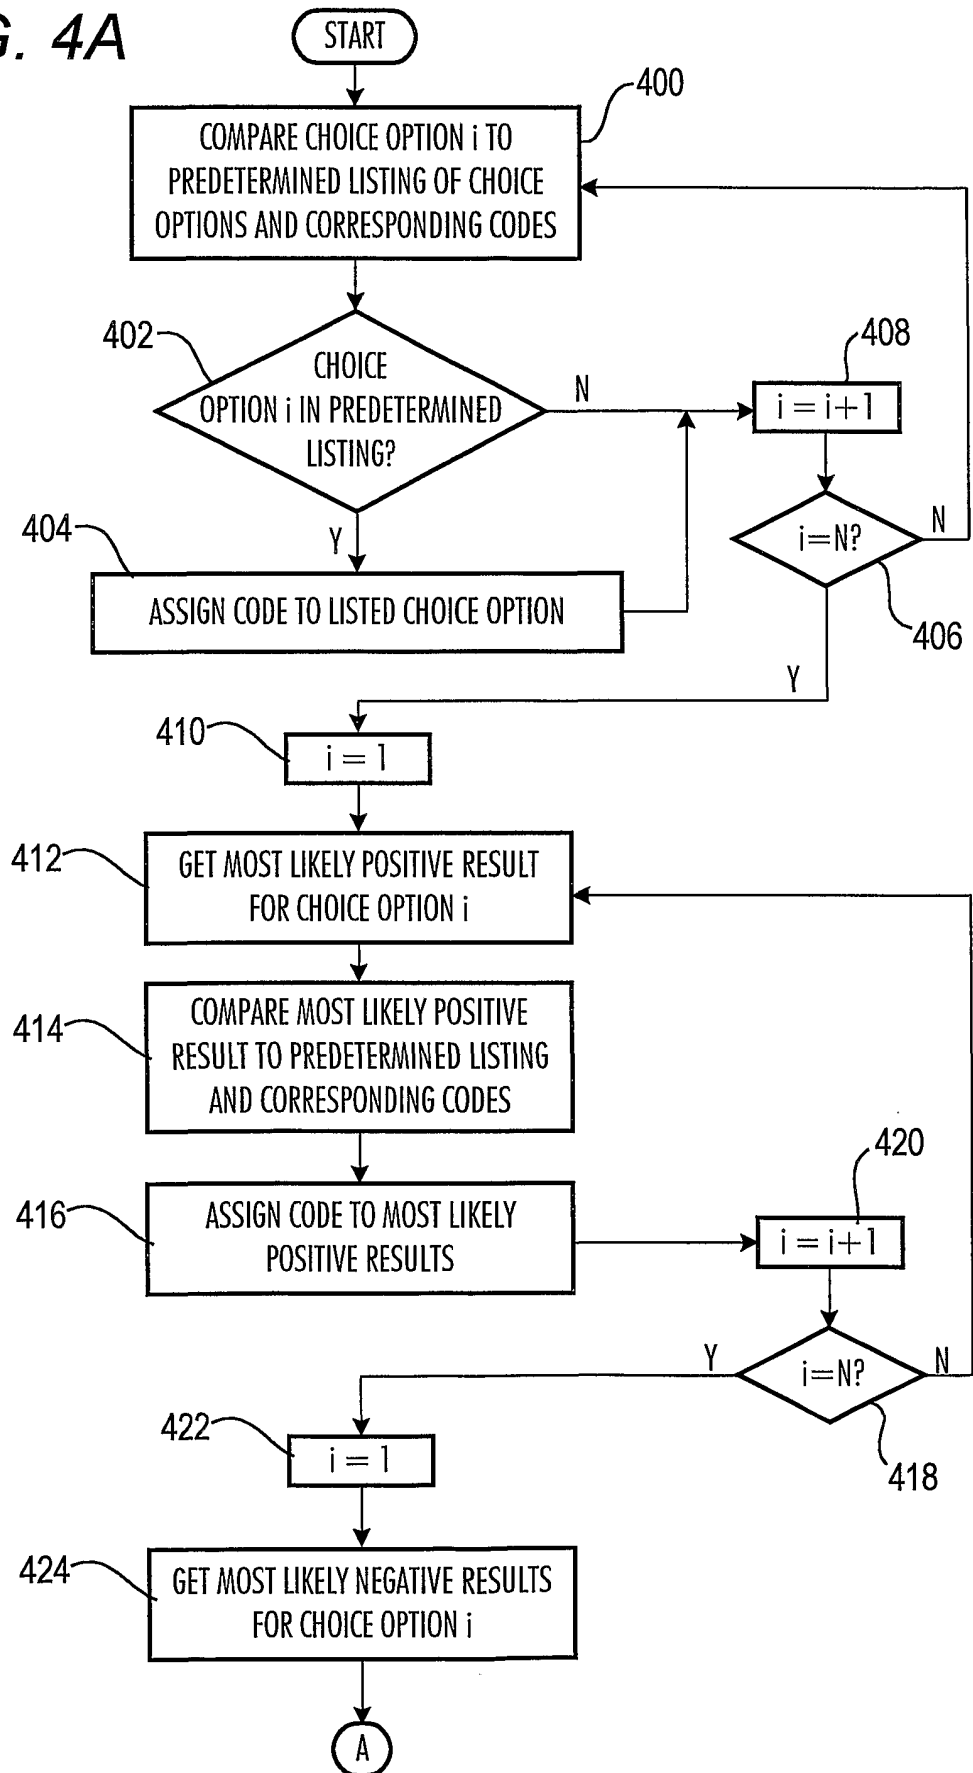 G. 4A
START
400
COMPARE CHOICE OPTION i TO
PREDETERMINED LISTING OF CHOICE
OPTIONS AND CORRESPONDING CODES
402
CHOICE
OPTION i IN PREDETERMINED
LISTING?
N
408
i = i+1
404
Y
i=N?
N
ASSIGN CODE TO LISTED CHOICE OPTION
406
Y
410
i = 1
412
GET MOST LIKELY POSITIVE RESULT
FOR CHOICE OPTION i
414
COMPARE MOST LIKELY POSITIVE
RESULT TO PREDETERMINED LISTING
AND CORRESPONDING CODES
420
416
ASSIGN CODE TO MOST LIKELY
POSITIVE RESULTS
i = i+1
Y
i=N?
N
422
i = 1
418
424
GET MOST LIKELY NEGATIVE RESULTS
FOR CHOICE OPTION i
A